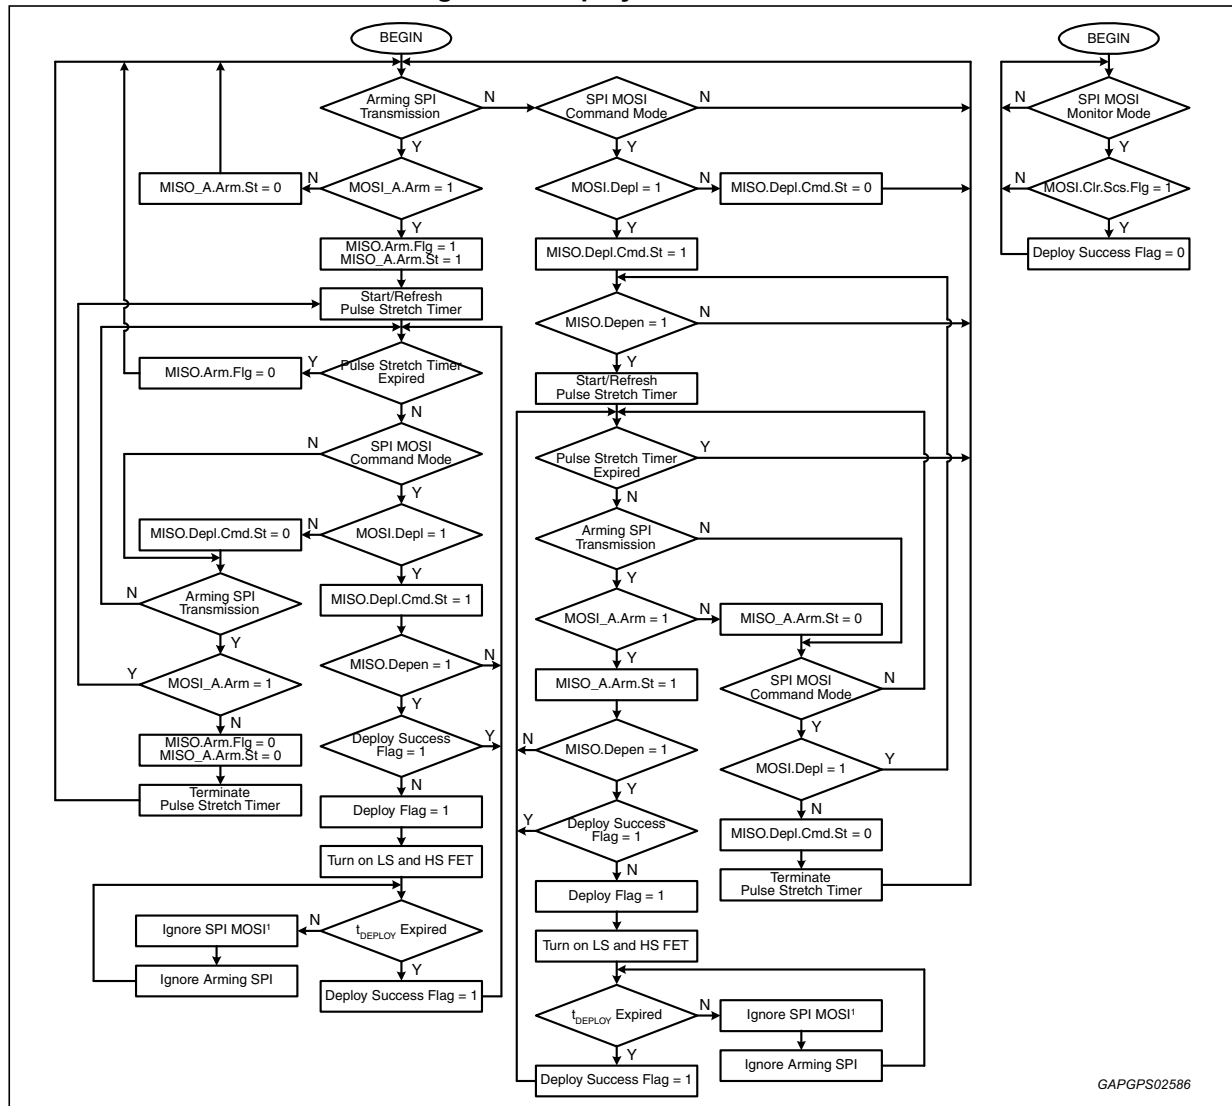 BEGIN
Arming SPI
Transmission
N
Y
MISO_A.Arm.St = 0
N
MOSI_A.Arm = 1
Y
MISO.Arm.Flg = 1
MISO_A.Arm.St = 1
Start/Refresh
Pulse Stretch Timer
MISO.Arm.Flg = 0
Y
Pulse Stretch Timer
Expired
N
N
SPI MOSI
Command Mode
Y
MISO.Depl.Cmd.St = 0
N
MOSI.Depl = 1
Y
N
Arming SPI
Transmission
Y
MISO.Depl.Cmd.St = 1
Y
MOSI_A.Arm = 1
N
MISO.Arm.Flg = 0
MISO_A.Arm.St = 0
Terminate
Pulse Stretch Timer
MISO.Depen = 1
N
Y
Deploy Success
Flag = 1
Y
N
Deploy Flag = 1
Turn on LS and HS FET
tDEPLOY Expired
N
Ignore SPI MOSI¹
Ignore Arming SPI
Y
Deploy Success Flag = 1
SPI MOSI
Command Mode
N
Y
MOSI.Depl = 1
N
MISO.Depl.Cmd.St = 0
Y
MISO.Depl.Cmd.St = 1
MISO.Depen = 1
N
Y
Start/Refresh
Pulse Stretch Timer
Pulse Stretch Timer
Expired
Y
N
Arming SPI
Transmission
N
Y
MOSI_A.Arm = 1
N
MISO_A.Arm.St = 0
Y
MISO_A.Arm.St = 1
SPI MOSI
Command Mode
N
Y
N
MISO.Depen = 1
Y
MOSI.Depl = 1
Y
N
MISO.Depl.Cmd.St = 0
Terminate
Pulse Stretch Timer
Y
Deploy Success
Flag = 1
N
Deploy Flag = 1
Turn on LS and HS FET
tDEPLOY Expired
N
Ignore SPI MOSI¹
Ignore Arming SPI
Y
Deploy Success Flag = 1
BEGIN
N
SPI MOSI
Monitor Mode
Y
N
MOSI.Clr.Scs.Flg = 1
Y
Deploy Success Flag = 0
GAPGPS02586